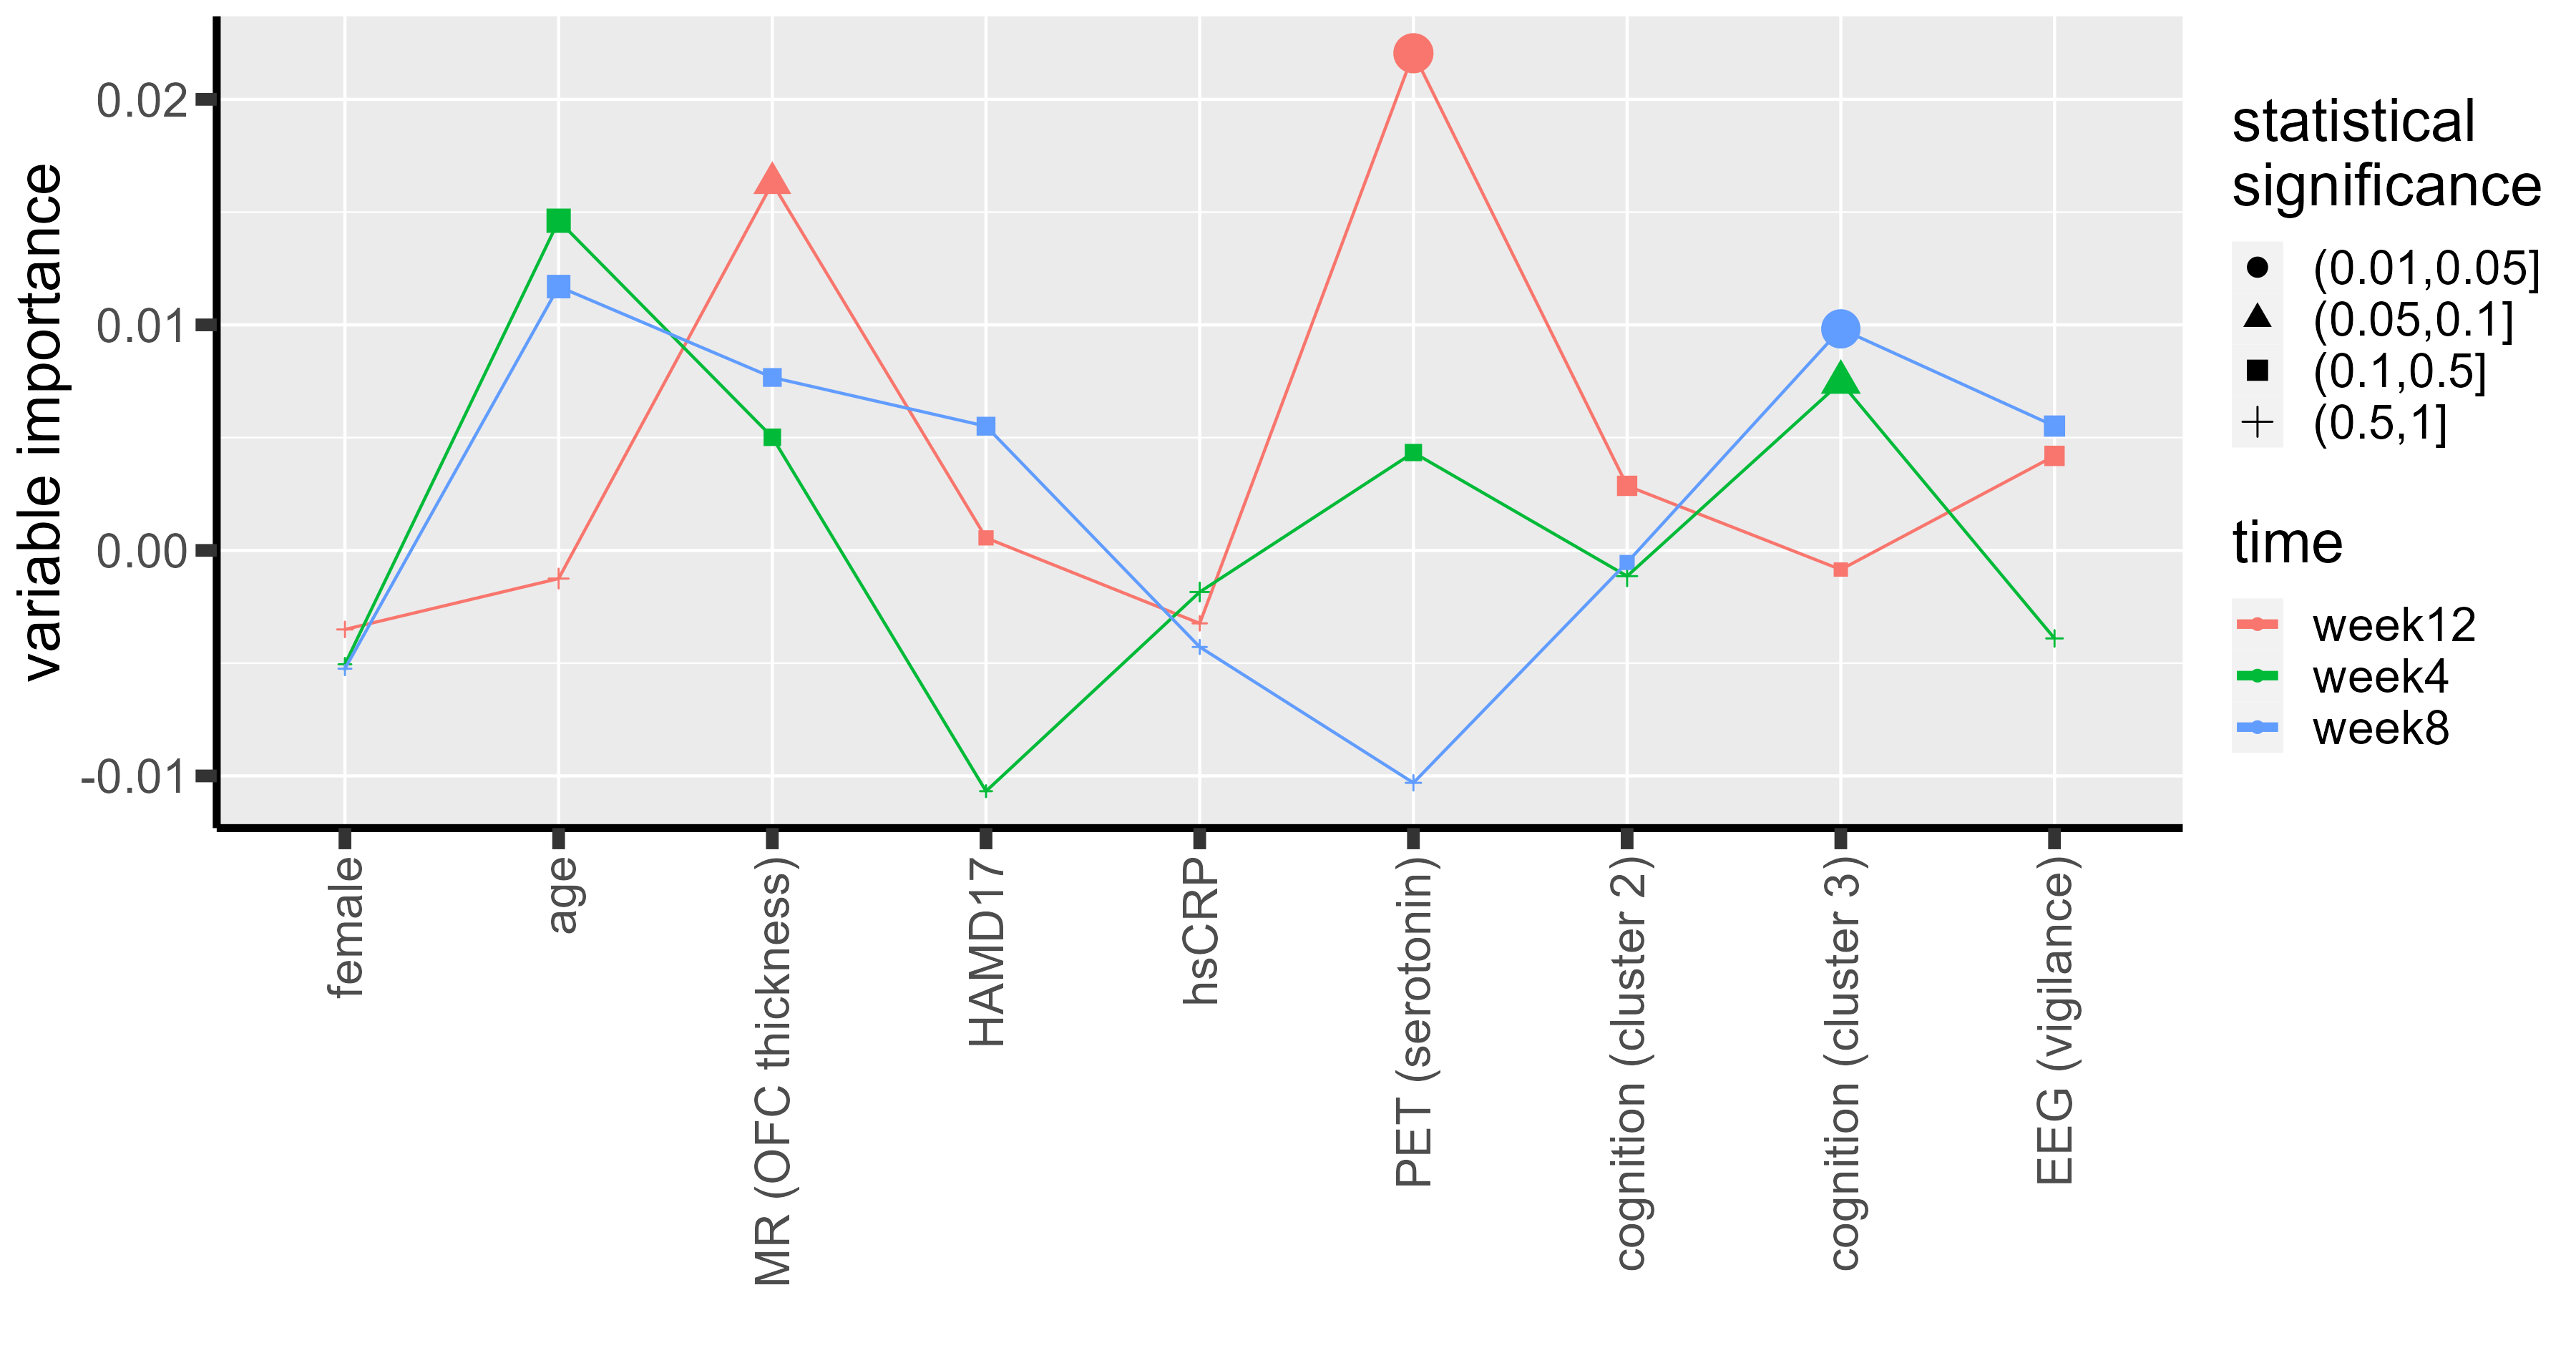 variable importance
0.02
0.01
0.00
-0.01
female
age
MR (OFC thickness)
HAMD17
hsCRP
PET (serotonin)
cognition (cluster 2)
cognition (cluster 3)
EEG (vigilance)
statistical
significance
(0.01,0.05]
(0.05,0.1]
(0.1,0.5]
(0.5,1]
time
week12
week4
week8